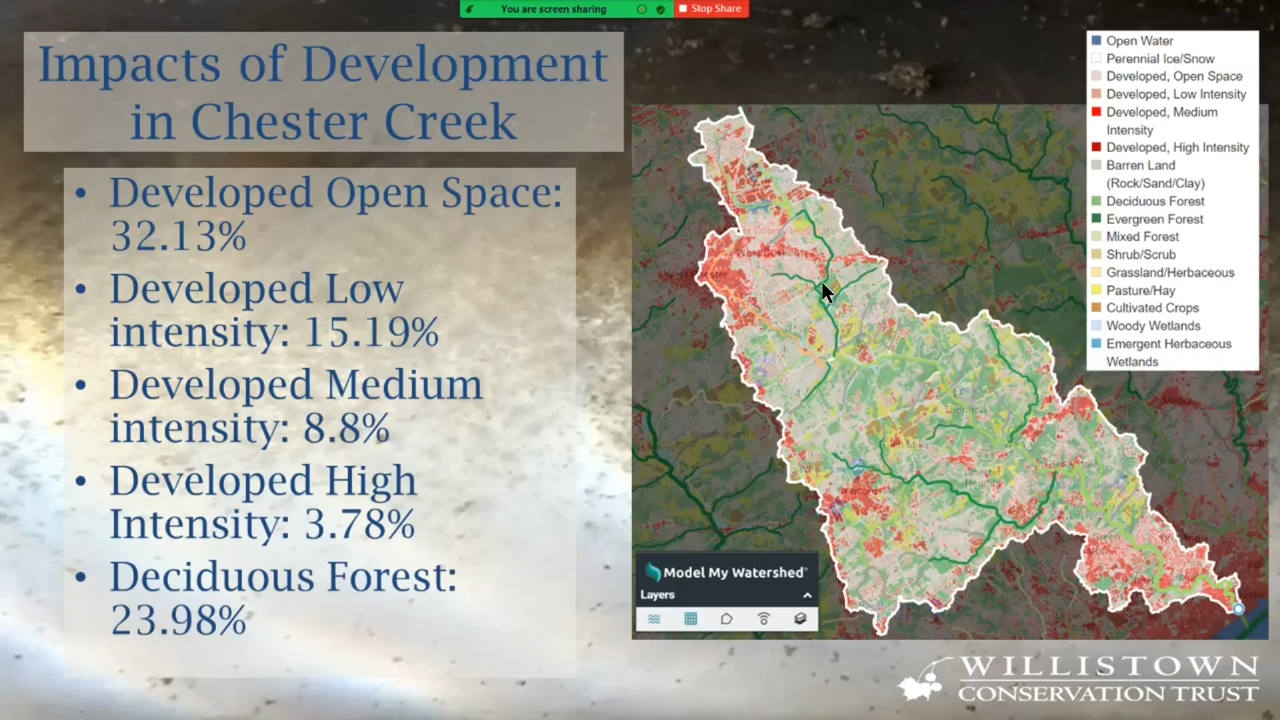 You are screen sharing
Stop Share
Impacts of Development
in Chester Creek
• Developed Open Space:
32.13%
• Developed Low
intensity: 15.19%
• Developed Medium
intensity: 8.8%
• Developed High
Intensity: 3.78%
• Deciduous Forest:
23.98%
Open Water
Perennial Ice/Snow
Developed, Open Space
Developed, Low Intensity
Developed, Medium
Intensity
Developed, High Intensity
Barren Land
(Rock/Sand/Clay)
Deciduous Forest
Evergreen Forest
Mixed Forest
Shrub/Scrub
Grassland/Herbaceous
Pasture/Hay
Cultivated Crops
Woody Wetlands
Emergent Herbaceous
Wetlands
Model My Watershed®
Layers
WILLISTOWN
CONSERVATION TRUST